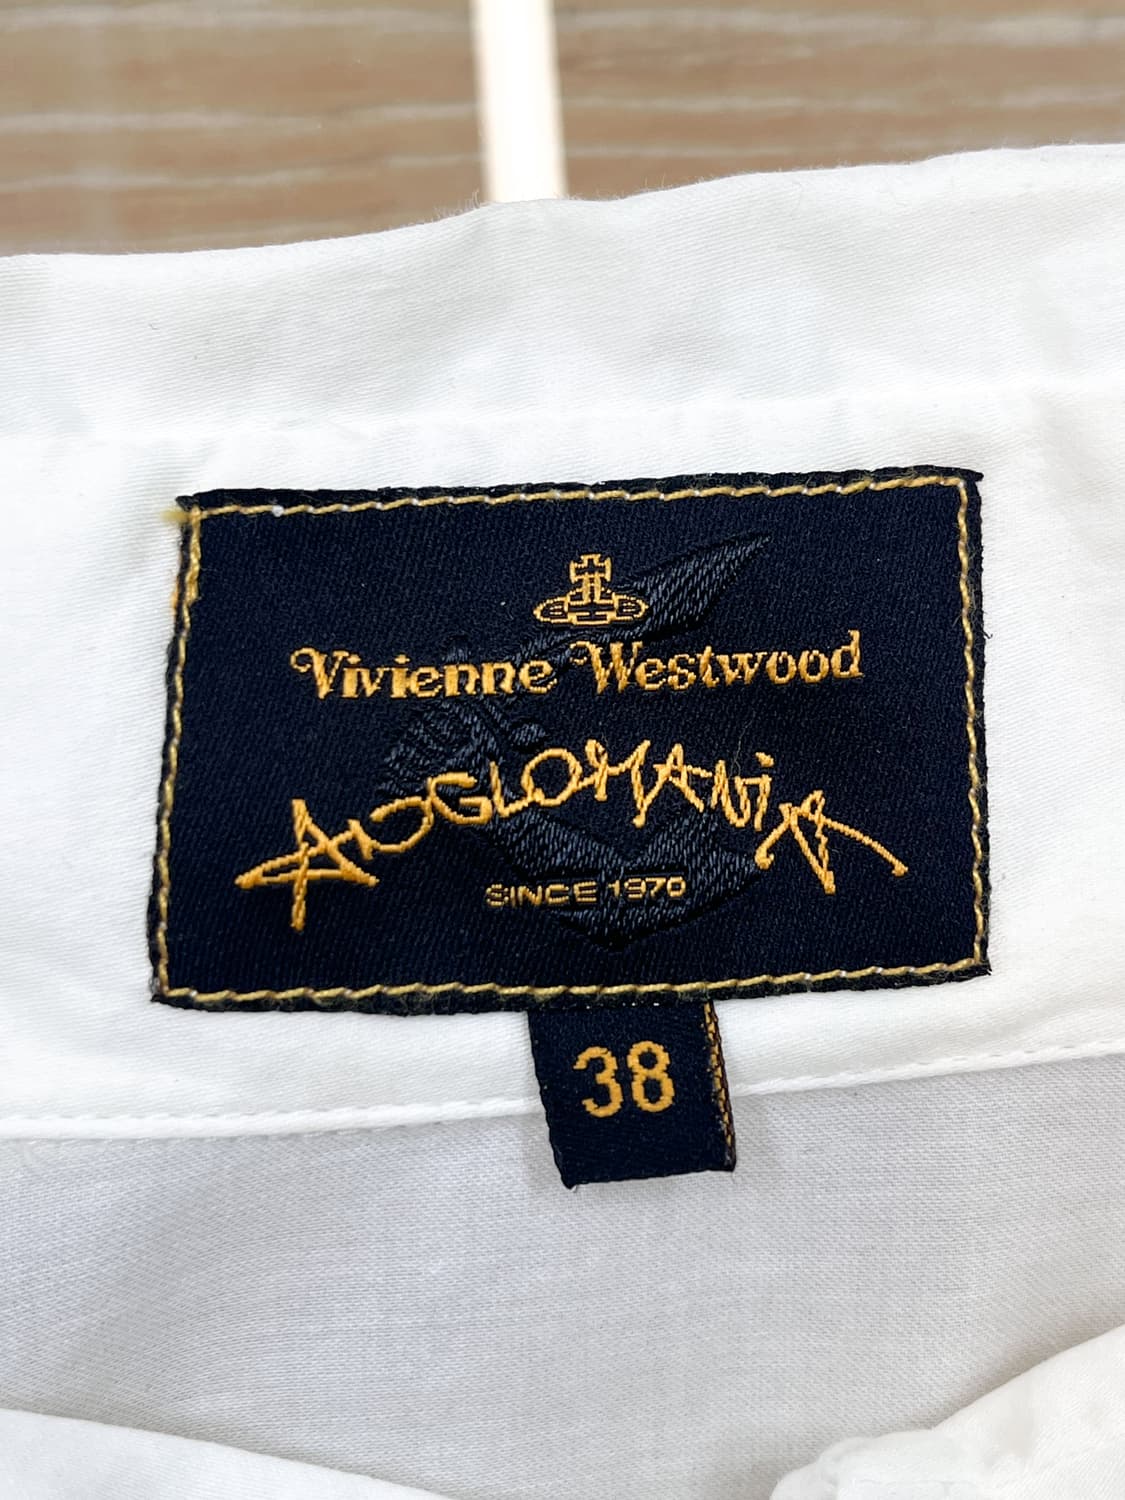 Vivienne Westwood
ANGLOMANiA
SINCE 1970
38